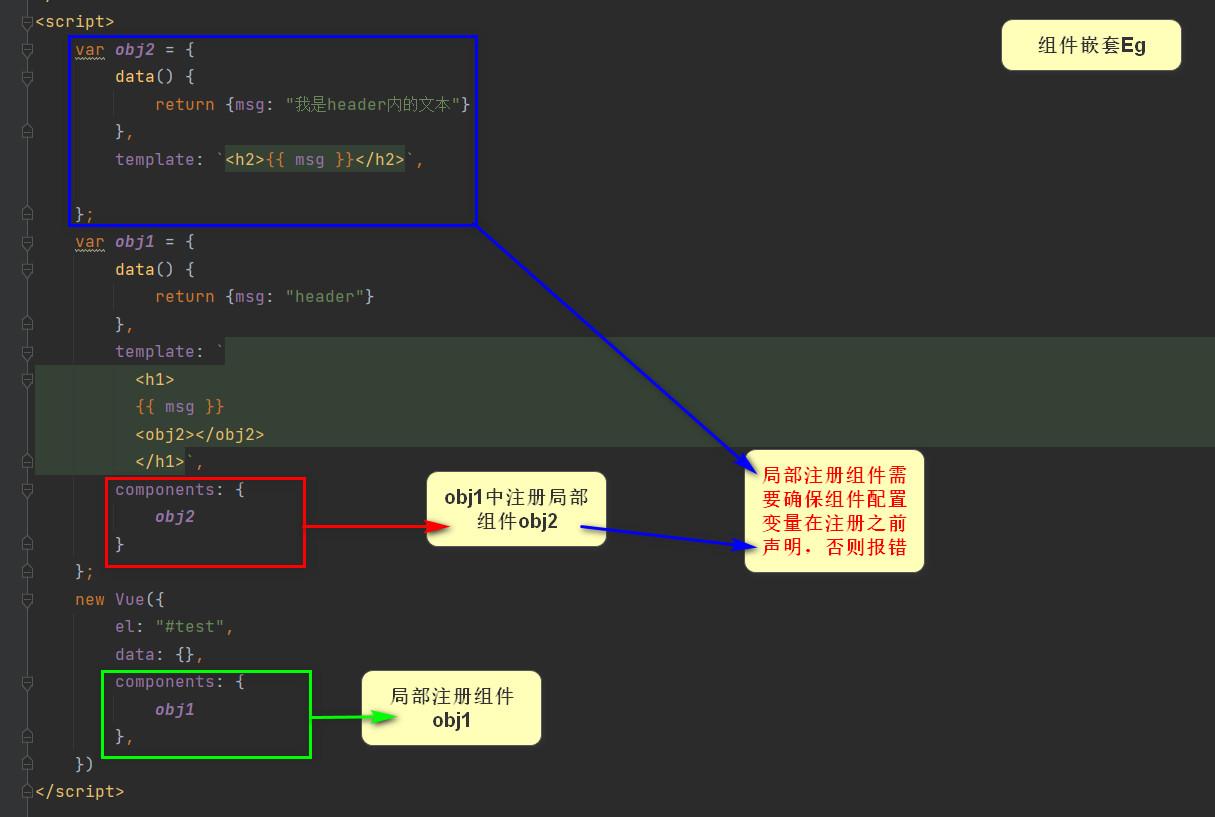 <script>
组件嵌套Eg
var obj2 = {
data() {
return {msg: "我是header内的文本"}
},
template: `<h2>{{ msg }}</h2>`,
};
var obj1 = {
data() {
return {msg: "header"}
},
template: `
<h1>
{{ msg }}
<obj2></obj2>
</h1>`,
components: {
obj2
}
};
obj1中注册局部
组件obj2
局部注册组件需
要确保组件配置
变量在注册之前
声明，否则报错
new Vue({
el: "#test",
data: {},
components: {
obj1
},
})
局部注册组件
obj1
</script>